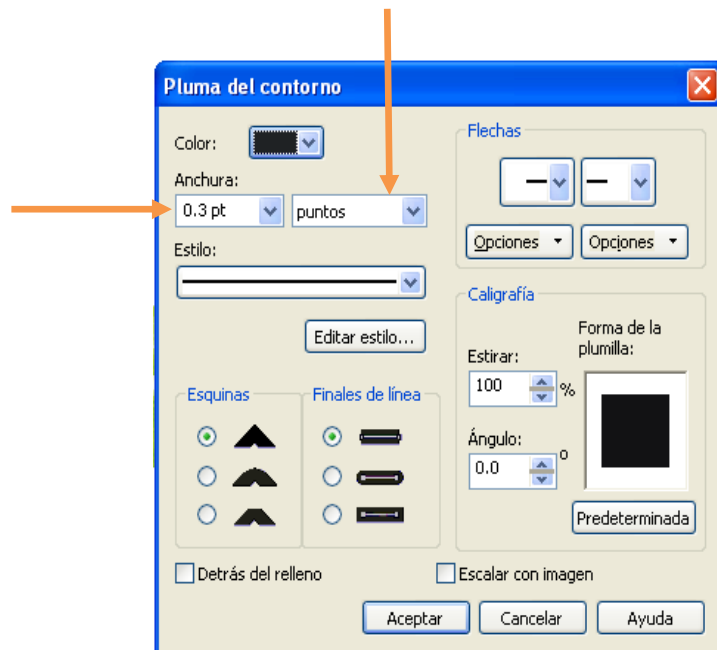 Pluma del contorno
Color:
Anchura:
0.3 pt
puntos
Estilo:
Editar estilo...
Esquinas
Finales de línea
Flechas
Opciones
Opciones
Caligrafía
Estirar:
100 %
Ángulo:
0.0 º
Forma de la
plumilla:
Predeterminada
Detrás del relleno
Escalar con imagen
Aceptar
Cancelar
Ayuda